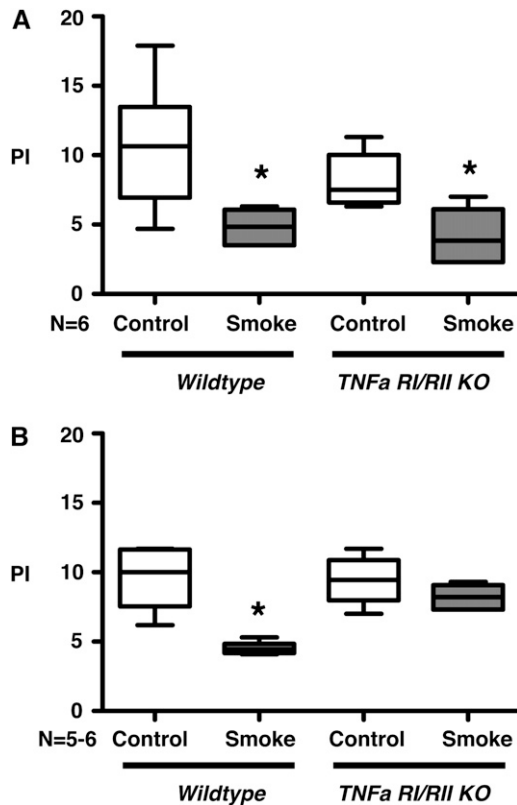 A
20
15
PI
10
*
*
5
0
N=6 Control Smoke Control Smoke
Wildtype TNFa RI/RII KO
B
20
15
PI
10
*
5
0
N=5-6 Control Smoke Control Smoke
Wildtype TNFa RI/RII KO